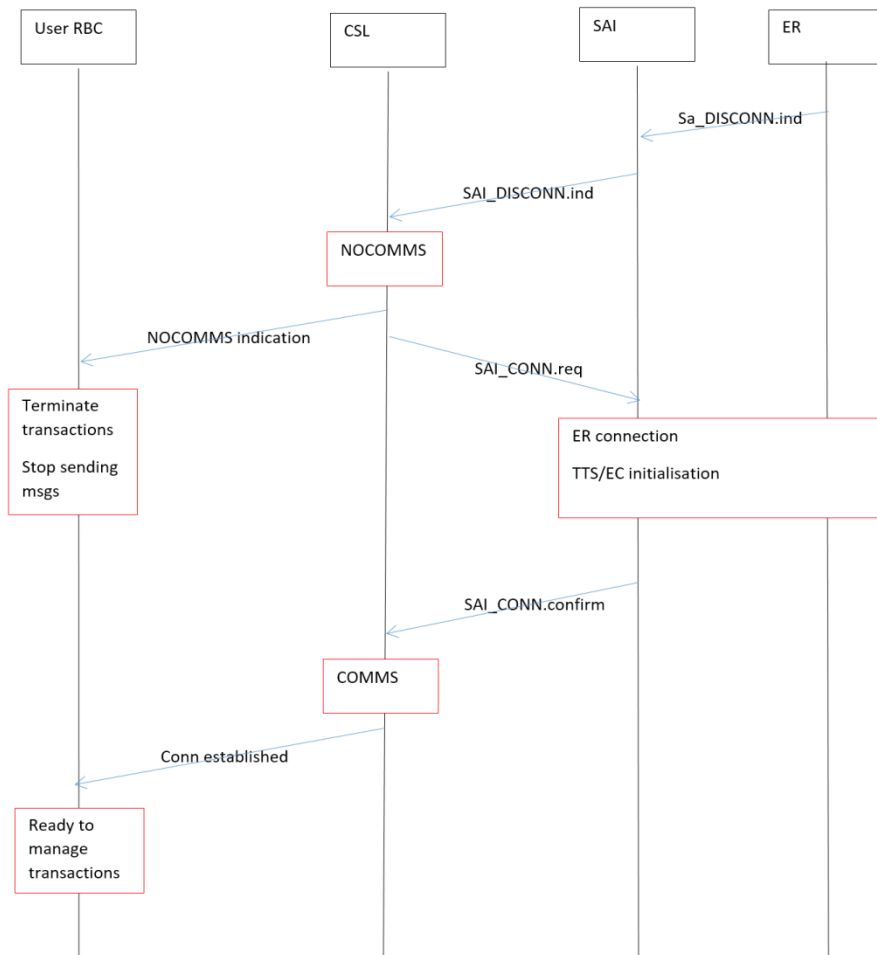 User RBC
CSL
SAI
ER
Sa_DISCONN.ind
SAI_DISCONN.ind
NOCOMMS
NOCOMMS indication
SAI_CONN.req
Terminate
transactions
Stop sending
msgs
ER connection
TTS/EC initialisation
SAI_CONN.confirm
COMMS
Conn established
Ready to
manage
transactions